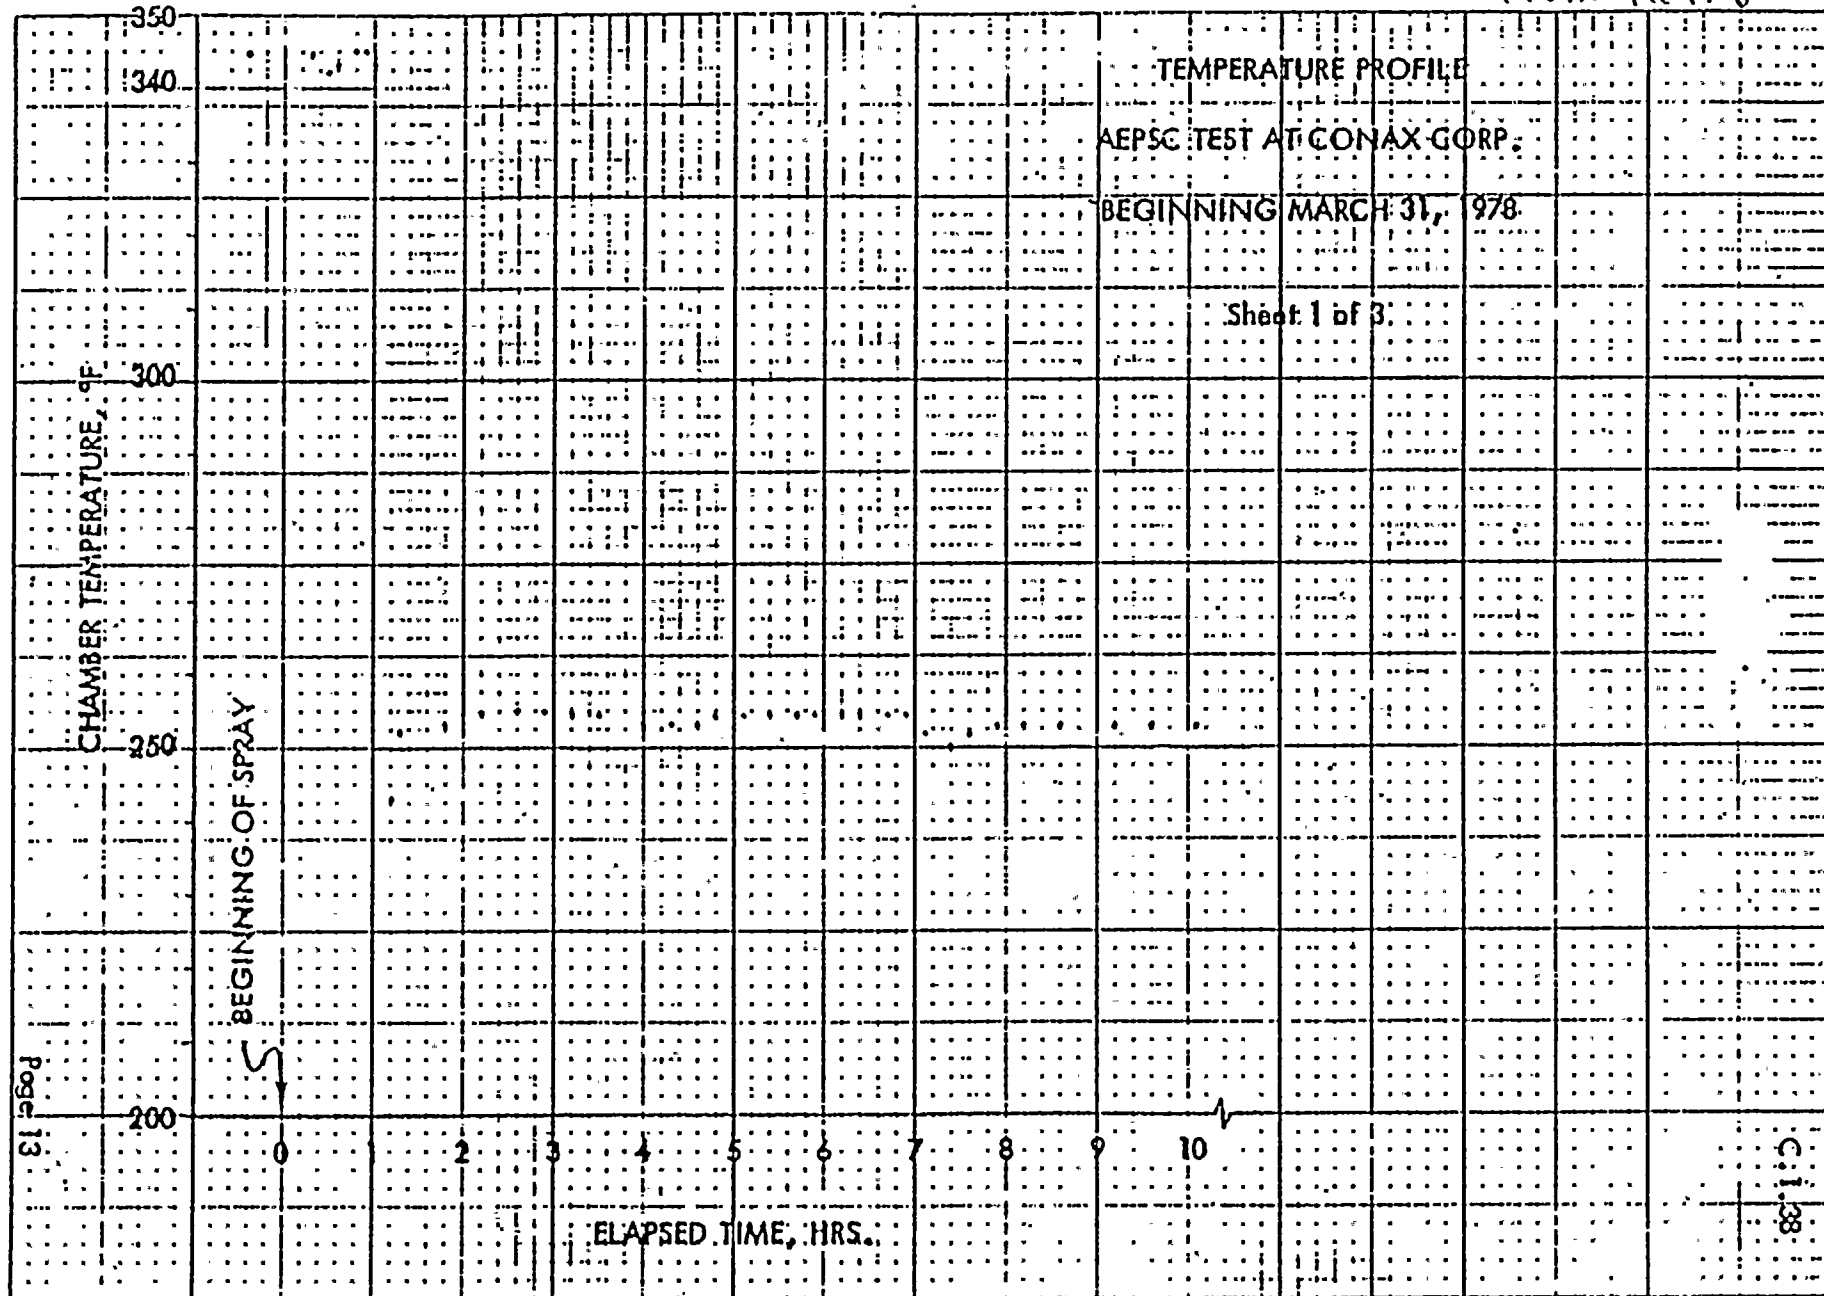 TEMPERATURE PROFILE
AEPSC TEST AT CONAX CORP.
BEGINNING MARCH 31, 1978
Sheet 1 of 3
350
340
300
250
200
CHAMBER TEMPERATURE, °F
BEGINNING OF SPRAY
0 1 2 3 4 5 6 7 8 9 10
ELAPSED TIME, HRS.
Page 13
C.1.38